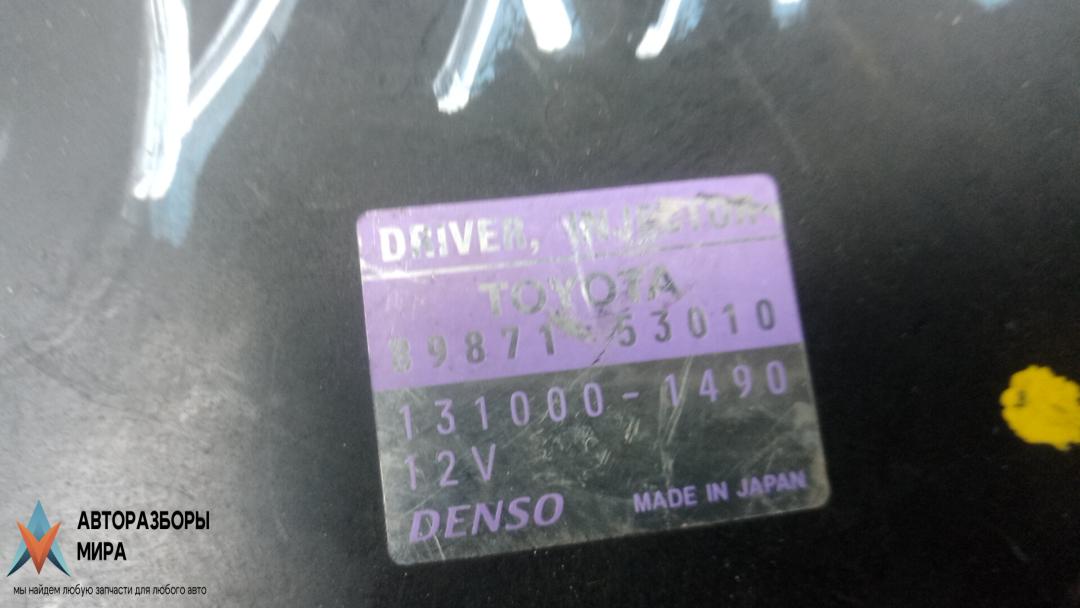 DRIVER, INJECTOR
TOYOTA
89871-53010
131000-1490
12V
DENSO
MADE IN JAPAN
АВТОРАЗБОРЫ
МИРА
мы найдем любую запчасти для любого авто